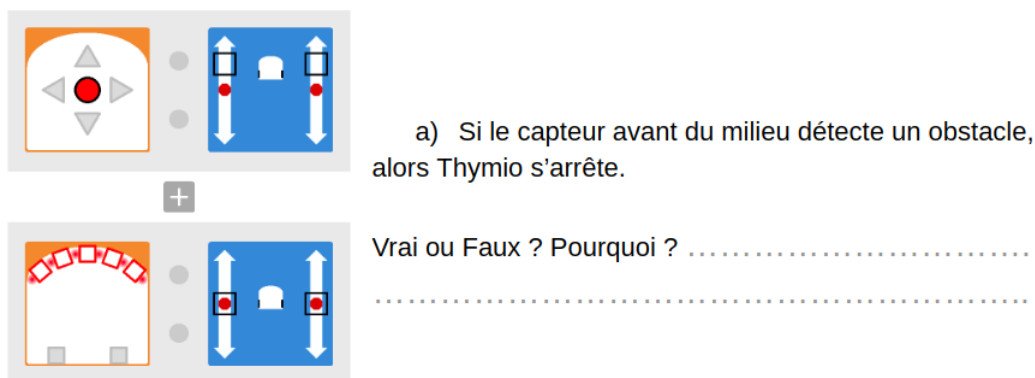 a) Si le capteur avant du milieu détecte un obstacle,
alors Thymio s’arrête.
+
Vrai ou Faux ? Pourquoi ? ……………………………….
………………………………………………………………..